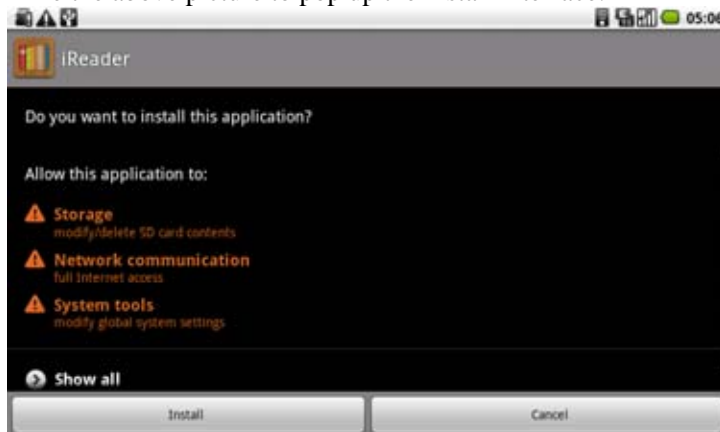 05:06
iReader
Do you want to install this application?
Allow this application to:
Storage
modify/delete SD card contents
Network communication
full Internet access
System tools
modify global system settings
Show all
Install Cancel